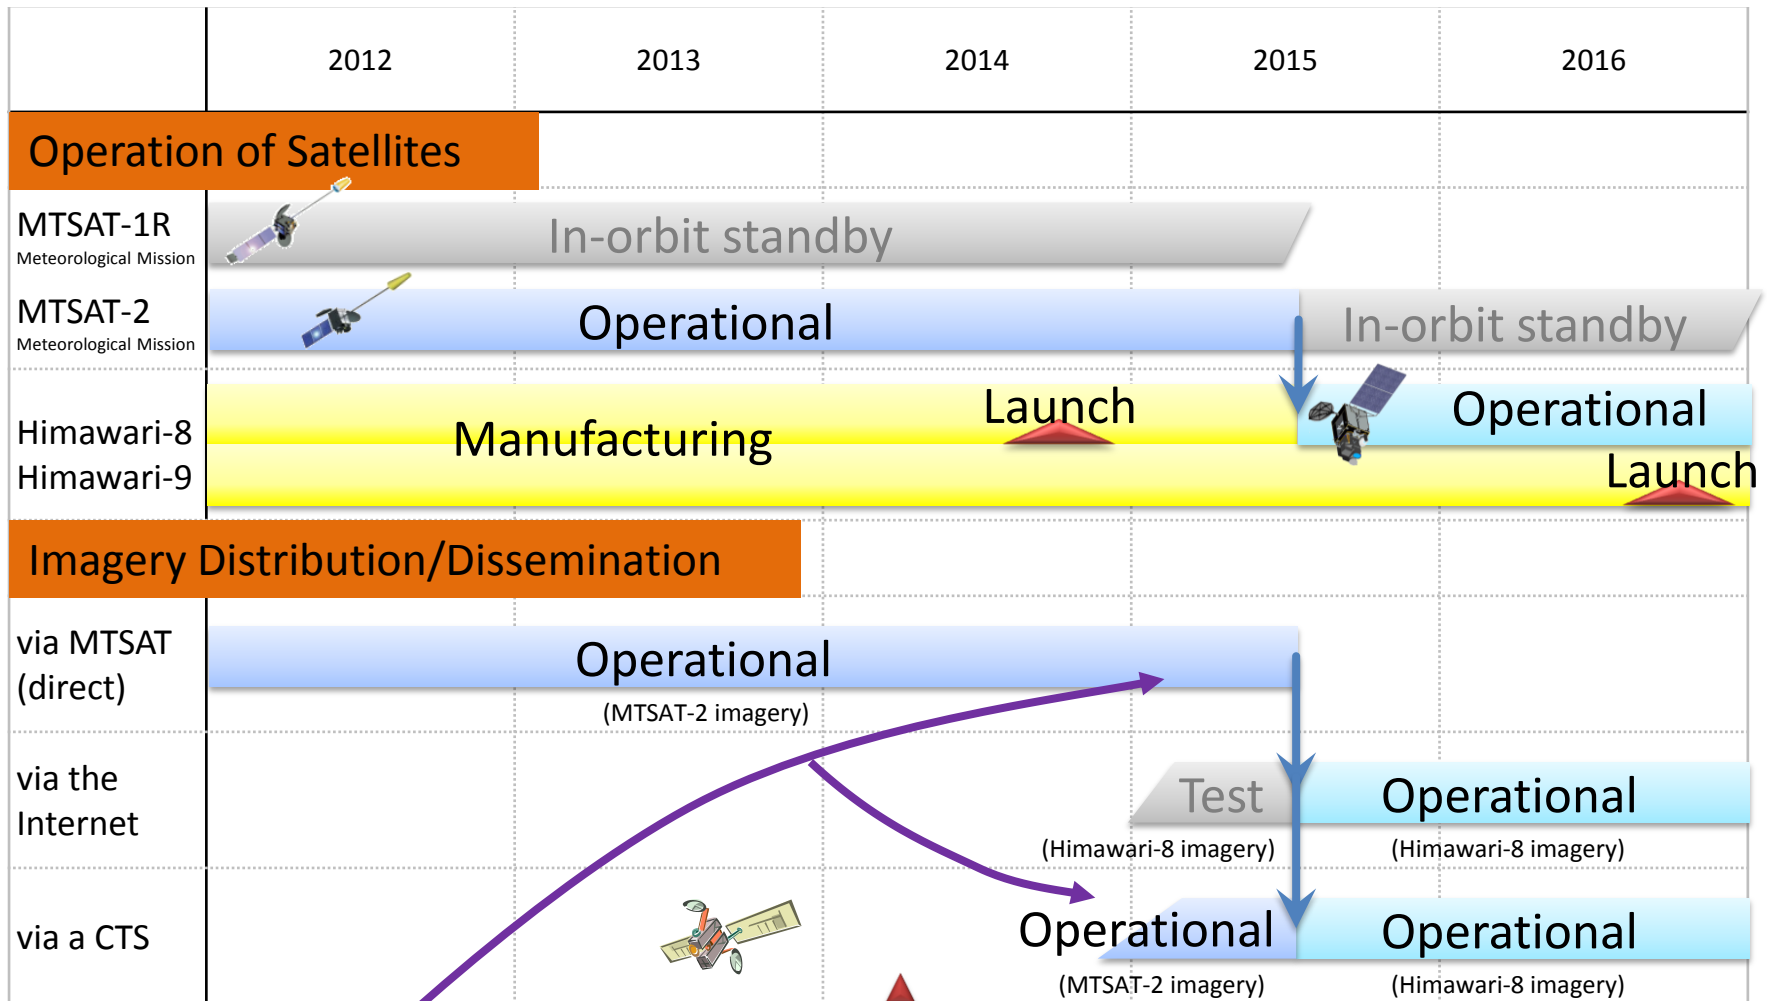 2012 2013 2014 2015 2016
Operation of Satellites
MTSAT-1R
Meteorological Mission
In-orbit standby
MTSAT-2
Meteorological Mission
Operational
In-orbit standby
Himawari-8
Himawari-9
Manufacturing
Launch
Operational
Launch
Imagery Distribution/Dissemination
via MTSAT
(direct)
Operational
(MTSAT-2 imagery)
via the
Internet
Test
(Himawari-8 imagery)
Operational
(Himawari-8 imagery)
via a CTS
Operational
(MTSAT-2 imagery)
Operational
(Himawari-8 imagery)